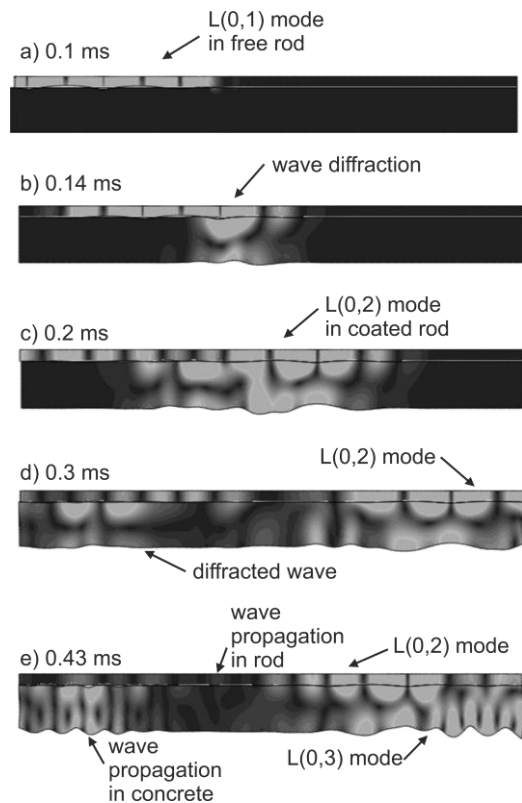 L(0,1) mode
in free rod
a) 0.1 ms
wave diffraction
b) 0.14 ms
L(0,2) mode
in coated rod
c) 0.2 ms
L(0,2) mode
d) 0.3 ms
diffracted wave
wave
propagation
in rod
L(0,2) mode
e) 0.43 ms
L(0,3) mode
wave
propagation
in concrete